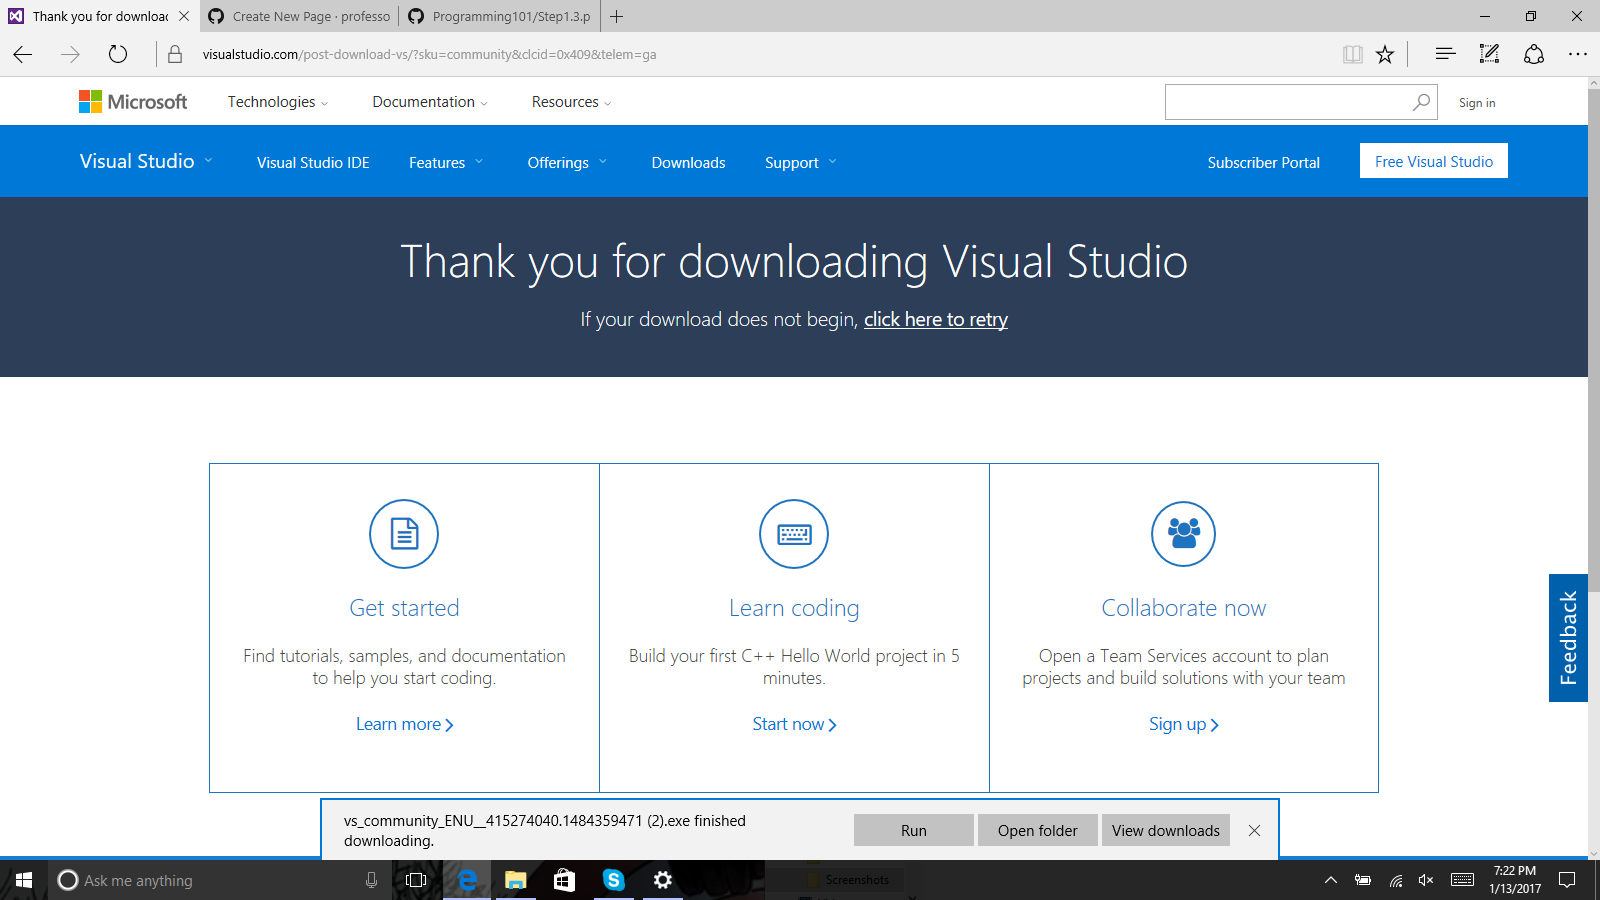 Thank you for downloac
Create New Page · professo
Programming101/Step1.3.p
visualstudio.com/post-download-vs/?sku=community&clcid=0x409&telem=ga
Microsoft
Technologies
Documentation
Resources
Sign in
Visual Studio
Visual Studio IDE
Features
Offerings
Downloads
Support
Subscriber Portal
Free Visual Studio
Thank you for downloading Visual Studio
If your download does not begin, click here to retry
Get started
Find tutorials, samples, and documentation
to help you start coding.
Learn more
Learn coding
Build your first C++ Hello World project in 5
minutes.
Start now
Collaborate now
Open a Team Services account to plan
projects and build solutions with your team
Sign up
Feedback
vs_community_ENU__415274040.1484359471 (2).exe finished
downloading.
Run
Open folder
View downloads
Ask me anything
Screenshots
7:22 PM
1/13/2017